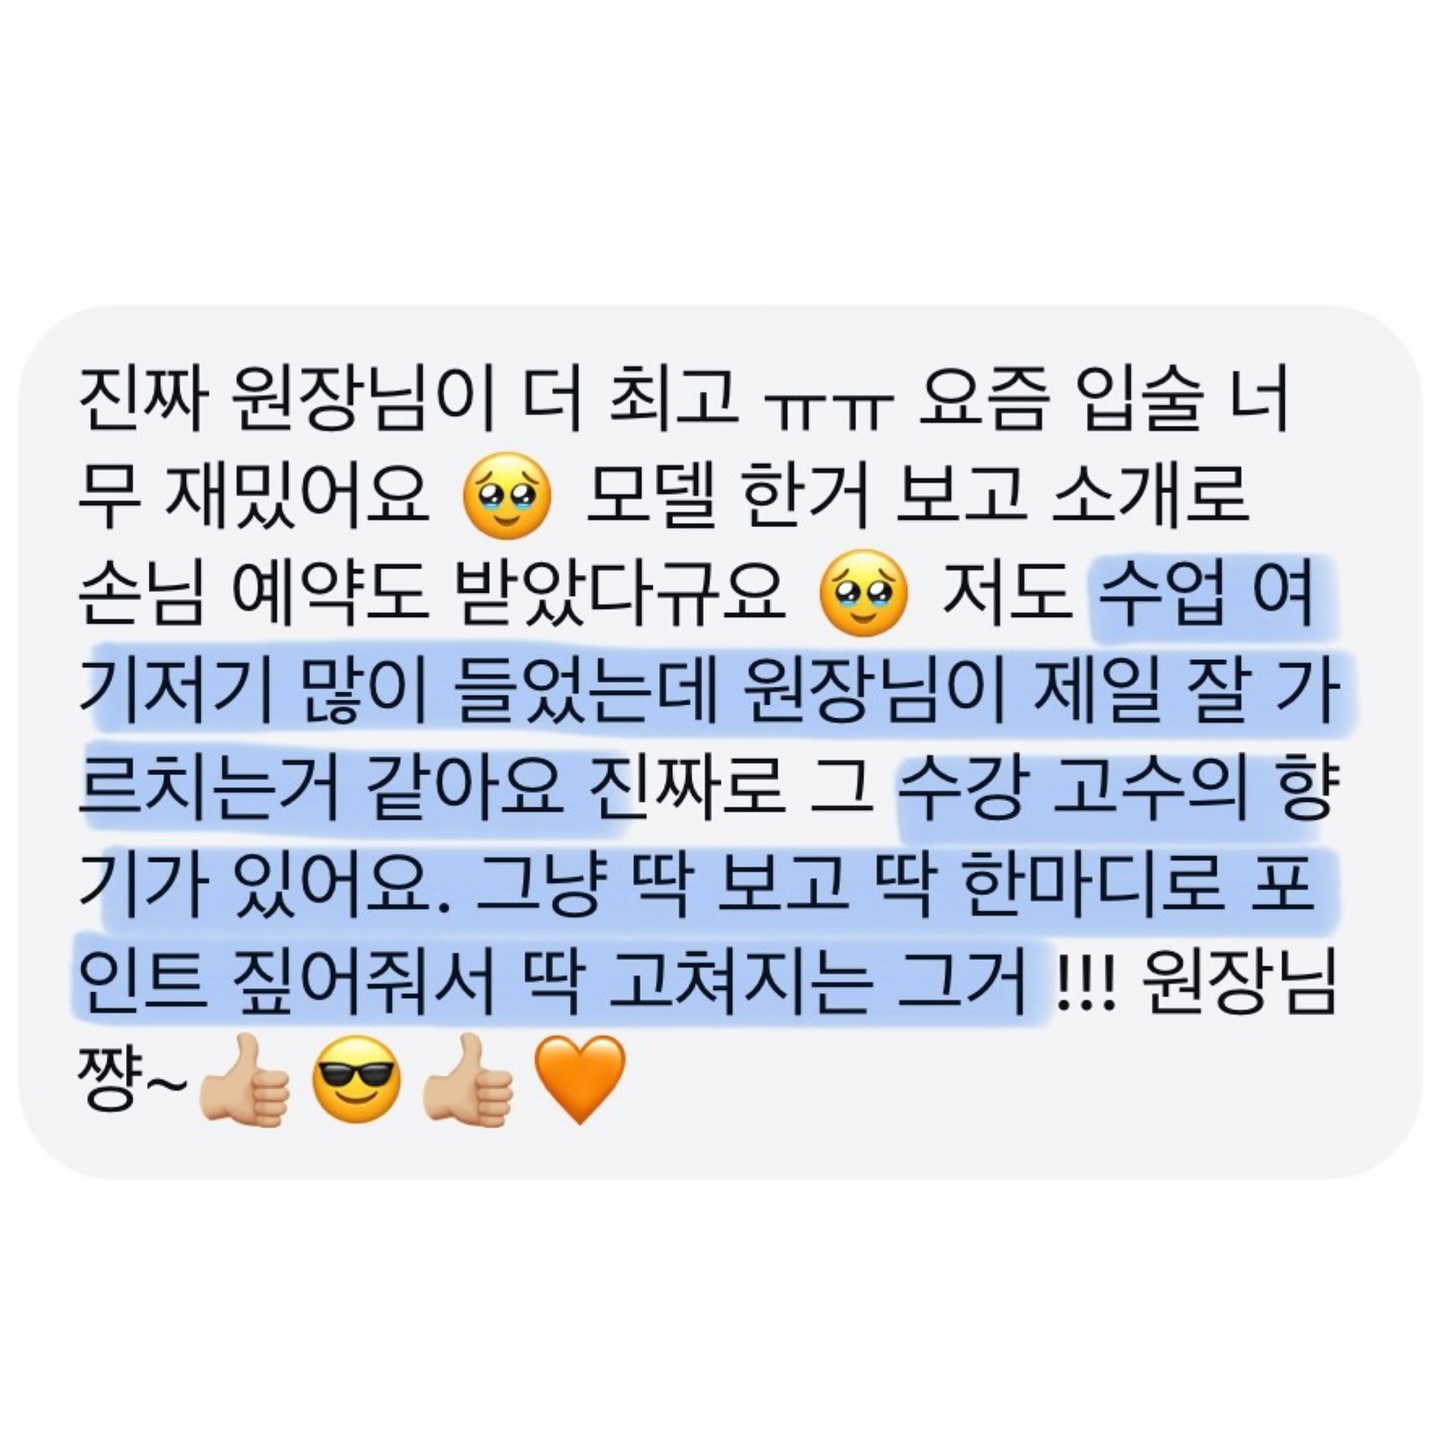 진짜 원장님이 더 최고 ㅠㅠ 요즘 입술 너
무 재밌어요 🥹 모델 한거 보고 소개로
손님 예약도 받았다규요 🥹 저도 수업 여
기저기 많이 들었는데 원장님이 제일 잘 가
르치는거 같아요 진짜로 그 수강 고수의 향
기가 있어요. 그냥 딱 보고 딱 한마디로 포
인트 짚어줘서 딱 고쳐지는 그거 !!! 원장님
쨩~👍🏼😎👍🏼🧡